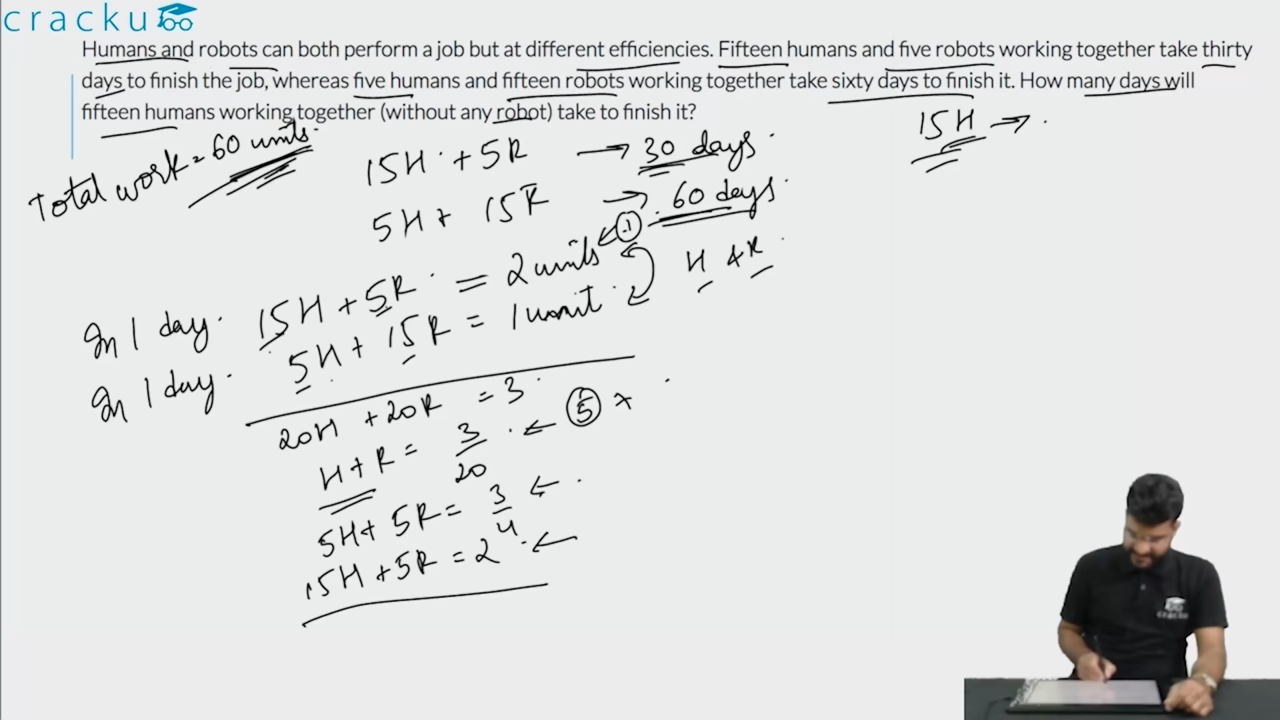 cracku
Humans and robots can both perform a job but at different efficiencies. Fifteen humans and five robots working together take thirty
days to finish the job, whereas five humans and fifteen robots working together take sixty days to finish it. How many days will
fifteen humans working together (without any robot) take to finish it?
15H →
Total work = 60 units.
15H + 5R → 30 days.
5H + 15R → 60 days.
H & R
In 1 day. 15H + 5R = 2 units
In 1 day. 5H + 15R = 1 unit.
20H + 20R = 3
H + R = 3/20 ← 5 ×
5H + 5R = 3/4 ←
15H + 5R = 2 ←
cracku